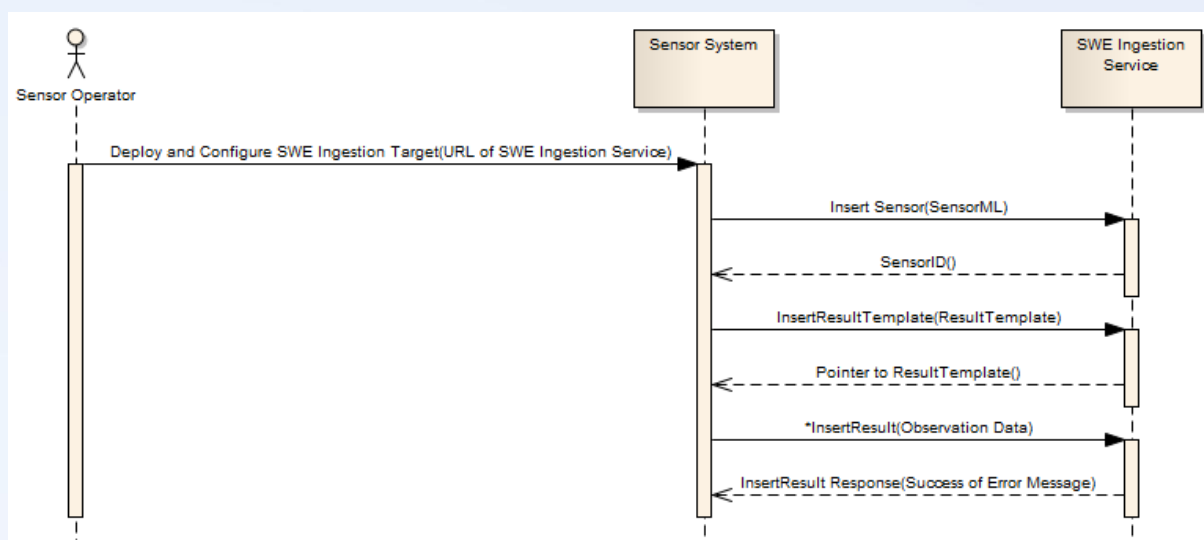 Sensor Operator
Sensor System
SWE Ingestion
Service
Deploy and Configure SWE Ingestion Target(URL of SWE Ingestion Service)
Insert Sensor(SensorML)
SensorID()
InsertResultTemplate(ResultTemplate)
Pointer to ResultTemplate()
*InsertResult(Observation Data)
InsertResult Response(Success of Error Message)